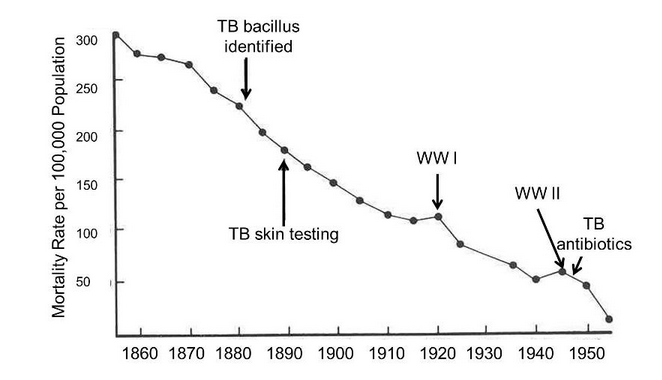 TB bacillus
identified
300
250
200
150
100
50
Mortality Rate per 100,000 Population
TB skin testing
WW I
WW II
TB
antibiotics
1860 1870 1880 1890 1900 1910 1920 1930 1940 1950